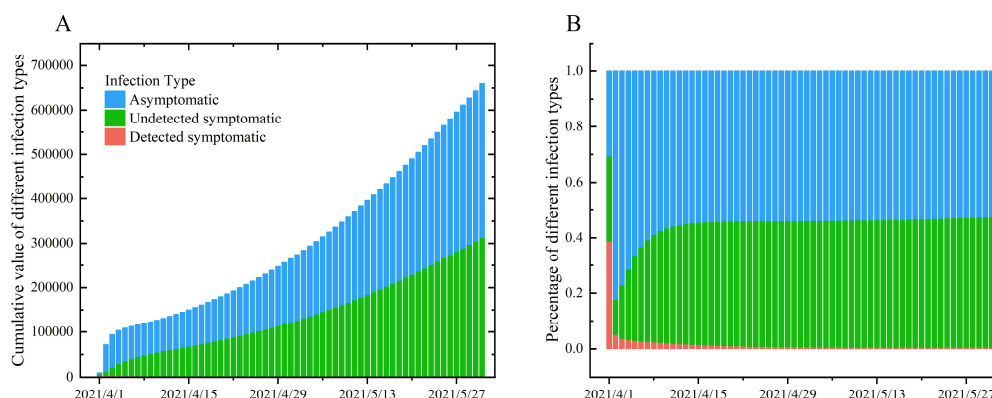 A
Cumulative value of different infection types
700000
600000
500000
400000
300000
200000
100000
0
Infection Type
Asymptomatic
Undetected symptomatic
Detected symptomatic
2021/4/1 2021/4/15 2021/4/29 2021/5/13 2021/5/27
B
Percentage of different infection types
1.0
0.8
0.6
0.4
0.2
0.0
2021/4/1 2021/4/15 2021/4/29 2021/5/13 2021/5/27